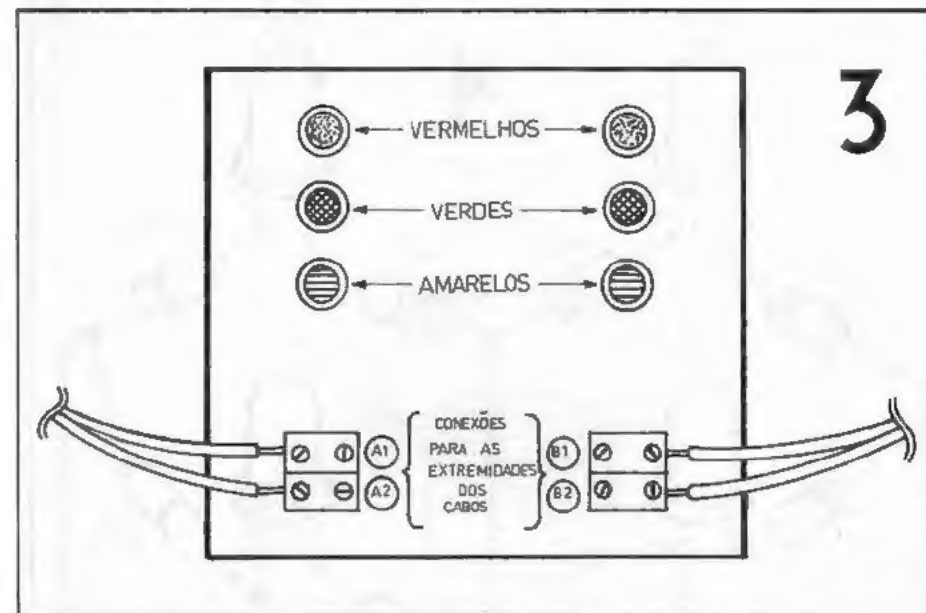 3
VERMELHOS
VERDES
AMARELOS
CONEXÕES
A1 PARA AS B1
EXTREMIDADES
A2 DOS B2
CABOS